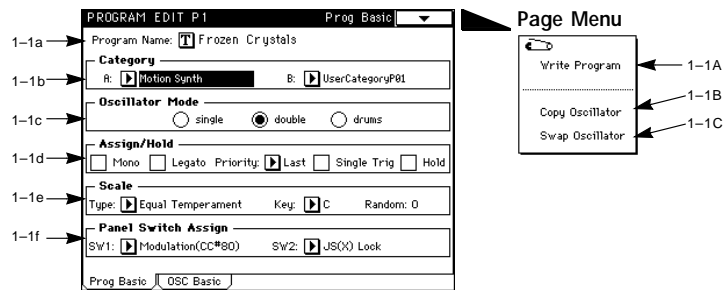 PROGRAM EDIT P1 Prog Basic
Page Menu
1–1a
Program Name: T Frozen Crystals
Category
1–1b
A: Motion Synth B: UserCategoryP01
Oscillator Mode
1–1c
single double drums
Assign/Hold
1–1d
Mono Legato Priority: Last Single Trig Hold
Scale
1–1e
Type: Equal Temperament Key: C Random: 0
Panel Switch Assign
1–1f
SW1: Modulation(CC#80) SW2: JS(X) Lock
Prog Basic OSC Basic
Write Program
1–1A
1–1B
Copy Oscillator
1–1C
Swap Oscillator